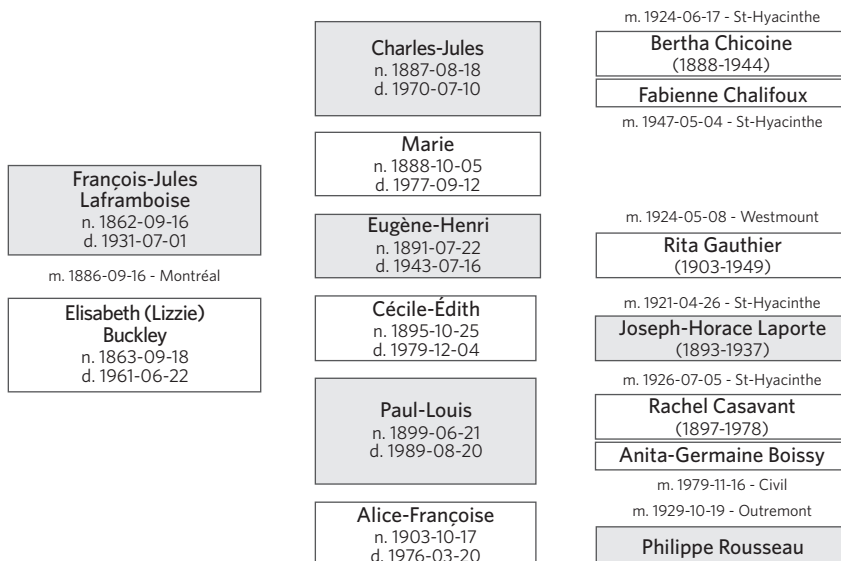 François-Jules
Laframboise
n. 1862-09-16
d. 1931-07-01
m. 1886-09-16 - Montréal
Elisabeth (Lizzie)
Buckley
n. 1863-09-18
d. 1961-06-22
Charles-Jules
n. 1887-08-18
d. 1970-07-10
Marie
n. 1888-10-05
d. 1977-09-12
Eugène-Henri
n. 1891-07-22
d. 1943-07-16
Cécile-Édith
n. 1895-10-25
d. 1979-12-04
Paul-Louis
n. 1899-06-21
d. 1989-08-20
Alice-Françoise
n. 1903-10-17
d. 1976-03-20
m. 1924-06-17 - St-Hyacinthe
Bertha Chicoine
(1888-1944)
Fabienne Chalifoux
m. 1947-05-04 - St-Hyacinthe
m. 1924-05-08 - Westmount
Rita Gauthier
(1903-1949)
m. 1921-04-26 - St-Hyacinthe
Joseph-Horace Laporte
(1893-1937)
m. 1926-07-05 - St-Hyacinthe
Rachel Casavant
(1897-1978)
Anita-Germaine Boissy
m. 1979-11-16 - Civil
m. 1929-10-19 - Outremont
Philippe Rousseau